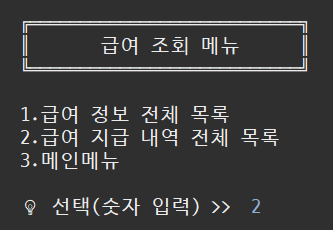 급여 조회 메뉴
1.급여 정보 전체 목록
2.급여 지급 내역 전체 목록
3.메인메뉴
선택(숫자 입력) >> 2